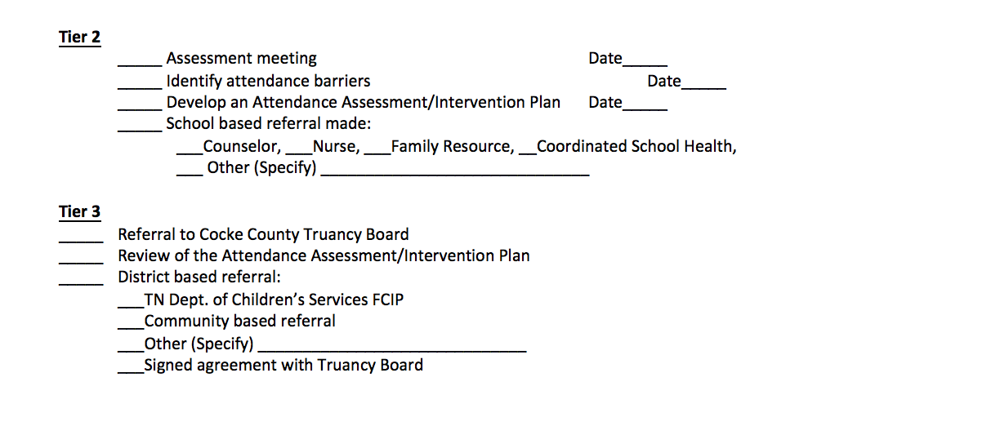 Tier 2
_____ Assessment meeting Date_____
_____ Identify attendance barriers Date_____
_____ Develop an Attendance Assessment/Intervention Plan Date_____
_____ School based referral made:
___Counselor, ___Nurse, ___Family Resource, __Coordinated School Health,
___ Other (Specify) ______________________________
Tier 3
_____ Referral to Cocke County Truancy Board
_____ Review of the Attendance Assessment/Intervention Plan
_____ District based referral:
___TN Dept. of Children’s Services FCIP
___Community based referral
___Other (Specify) ______________________________
___Signed agreement with Truancy Board